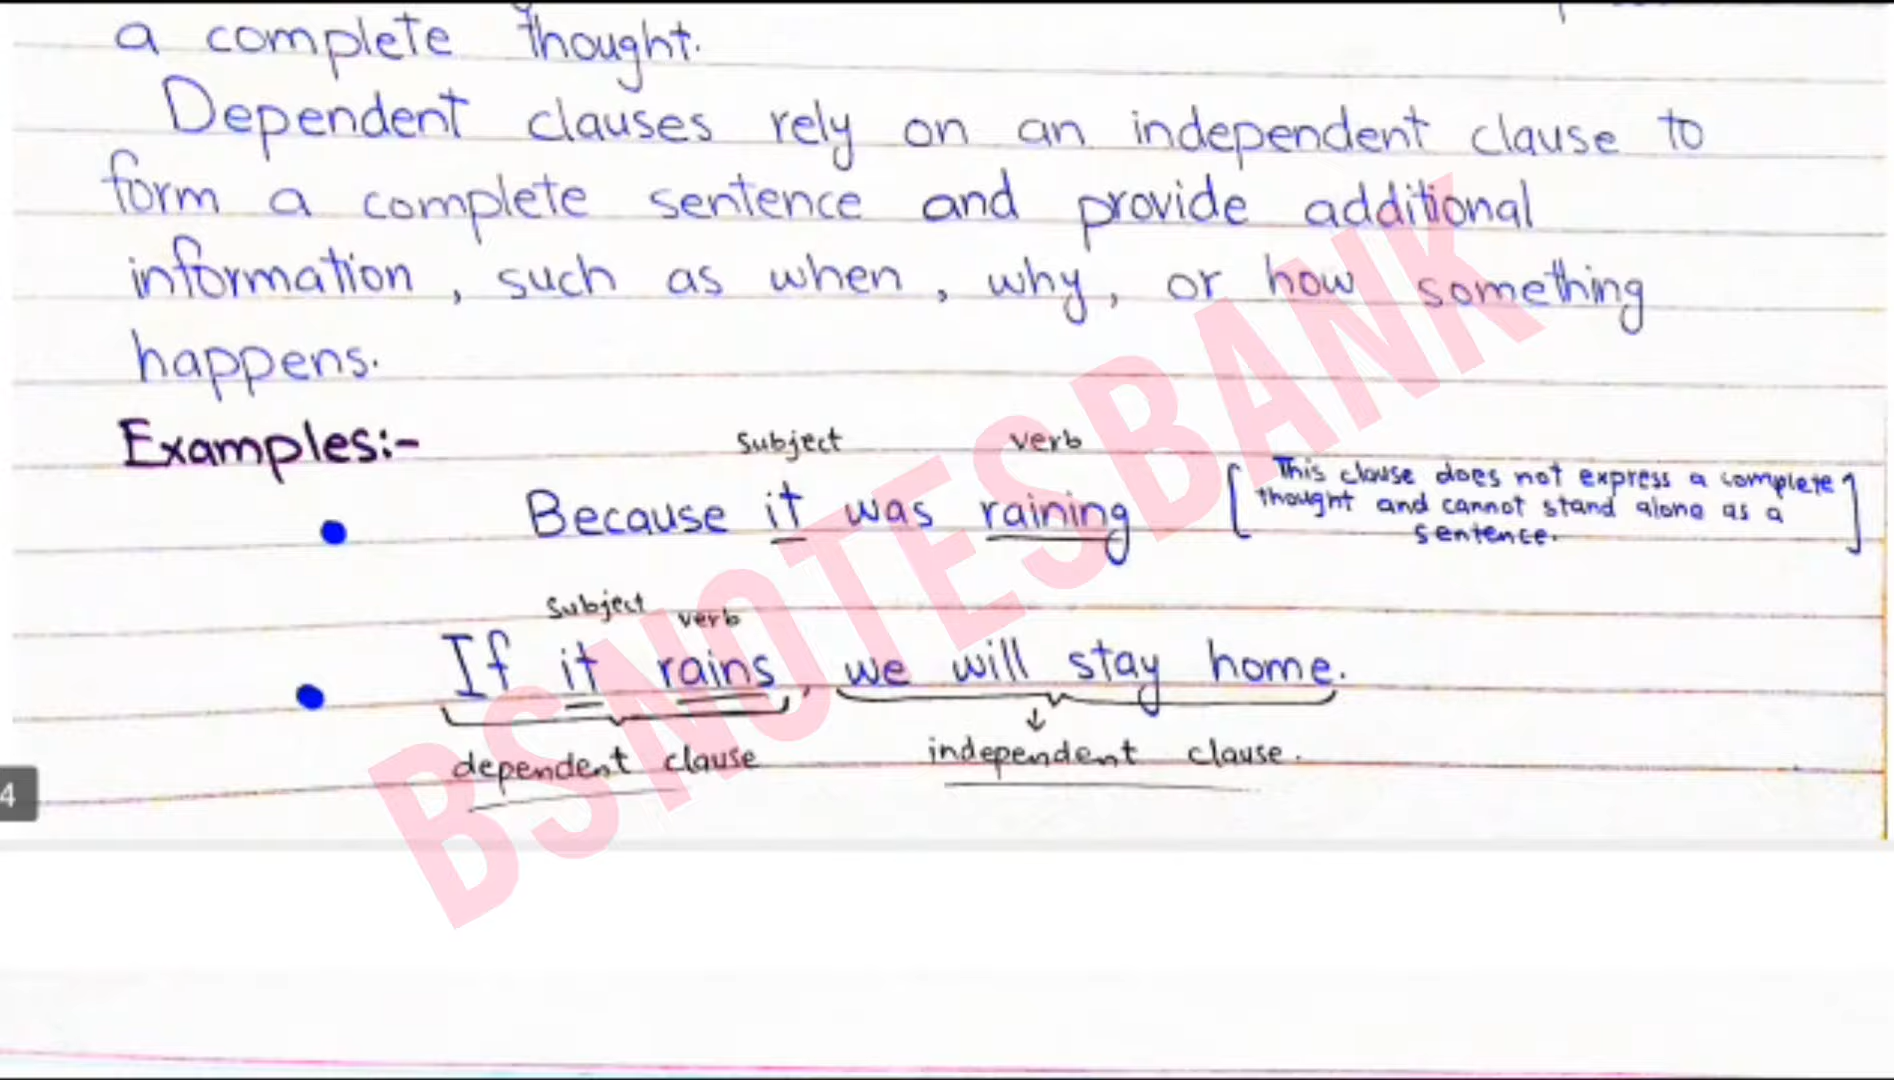 a complete thought.
Dependent clauses rely on an independent clause to
form a complete sentence and provide additional
information, such as when, why, or how something
happens.
Examples:-
Subject verb
Because it was raining
[This clause does not express a complete
thought and cannot stand alone as a
sentence.]
Subject verb
If it rains, we will stay home.
dependent clause independent clause.
4
BSNOTESBANK